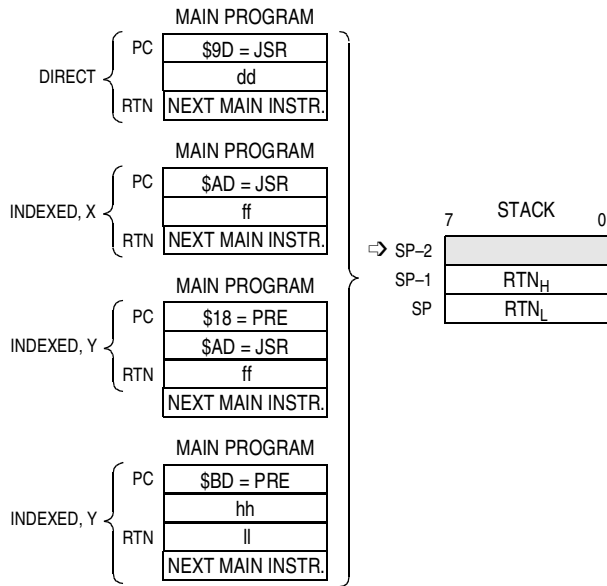 MAIN PROGRAM
PC $9D = JSR
DIRECT dd
RTN NEXT MAIN INSTR.
MAIN PROGRAM
PC $AD = JSR
INDEXED, X ff
RTN NEXT MAIN INSTR.
MAIN PROGRAM
PC $18 = PRE
INDEXED, Y $AD = JSR
RTN ff
NEXT MAIN INSTR.
MAIN PROGRAM
PC $BD = PRE
INDEXED, Y hh
RTN ll
NEXT MAIN INSTR.
7 STACK 0
⇨ SP–2
SP–1 RTNH
SP RTNL